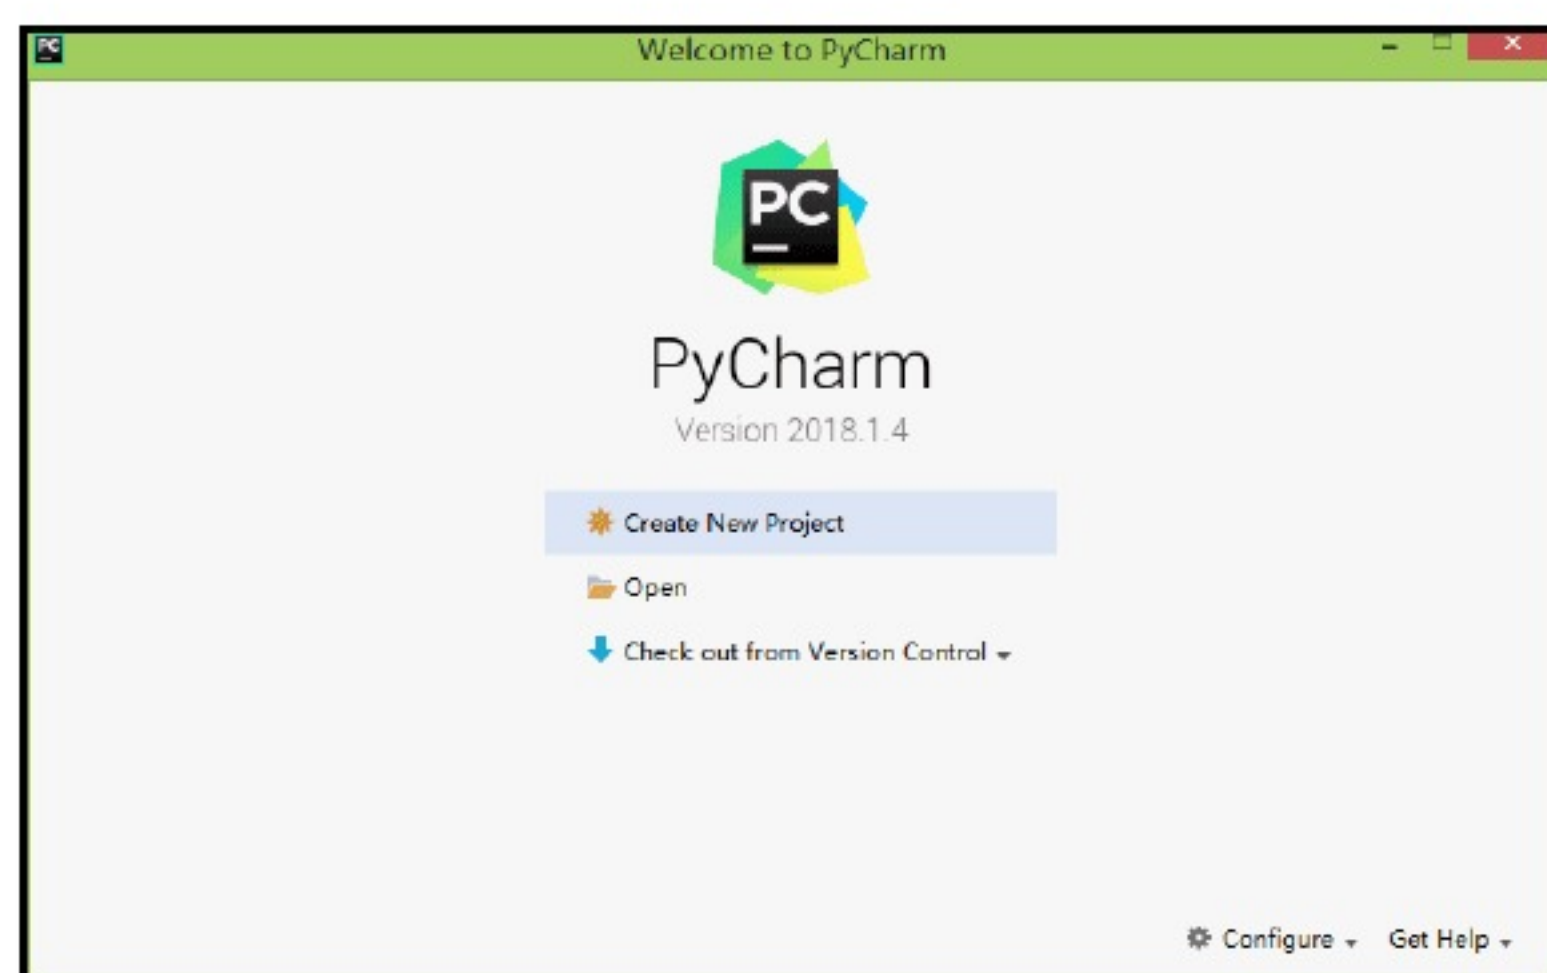 PC
Welcome to PyCharm
PC
PyCharm
Version 2018.1.4
Create New Project
Open
Check out from Version Control
Configure
Get Help